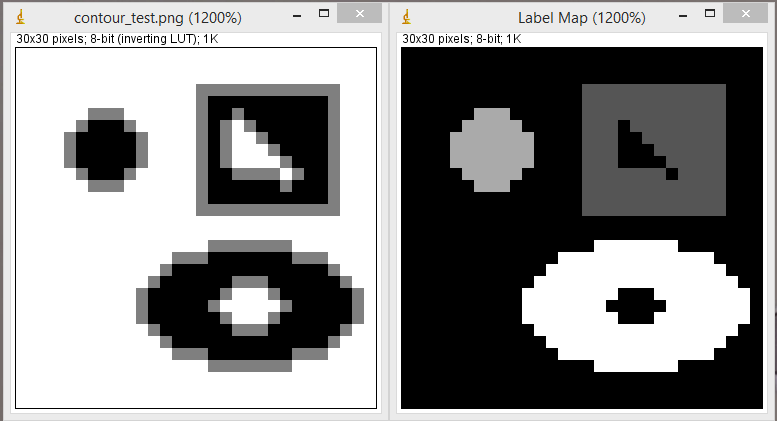 contour_test.png (1200%)
30x30 pixels; 8-bit (inverting LUT); 1K
Label Map (1200%)
30x30 pixels; 8-bit; 1K